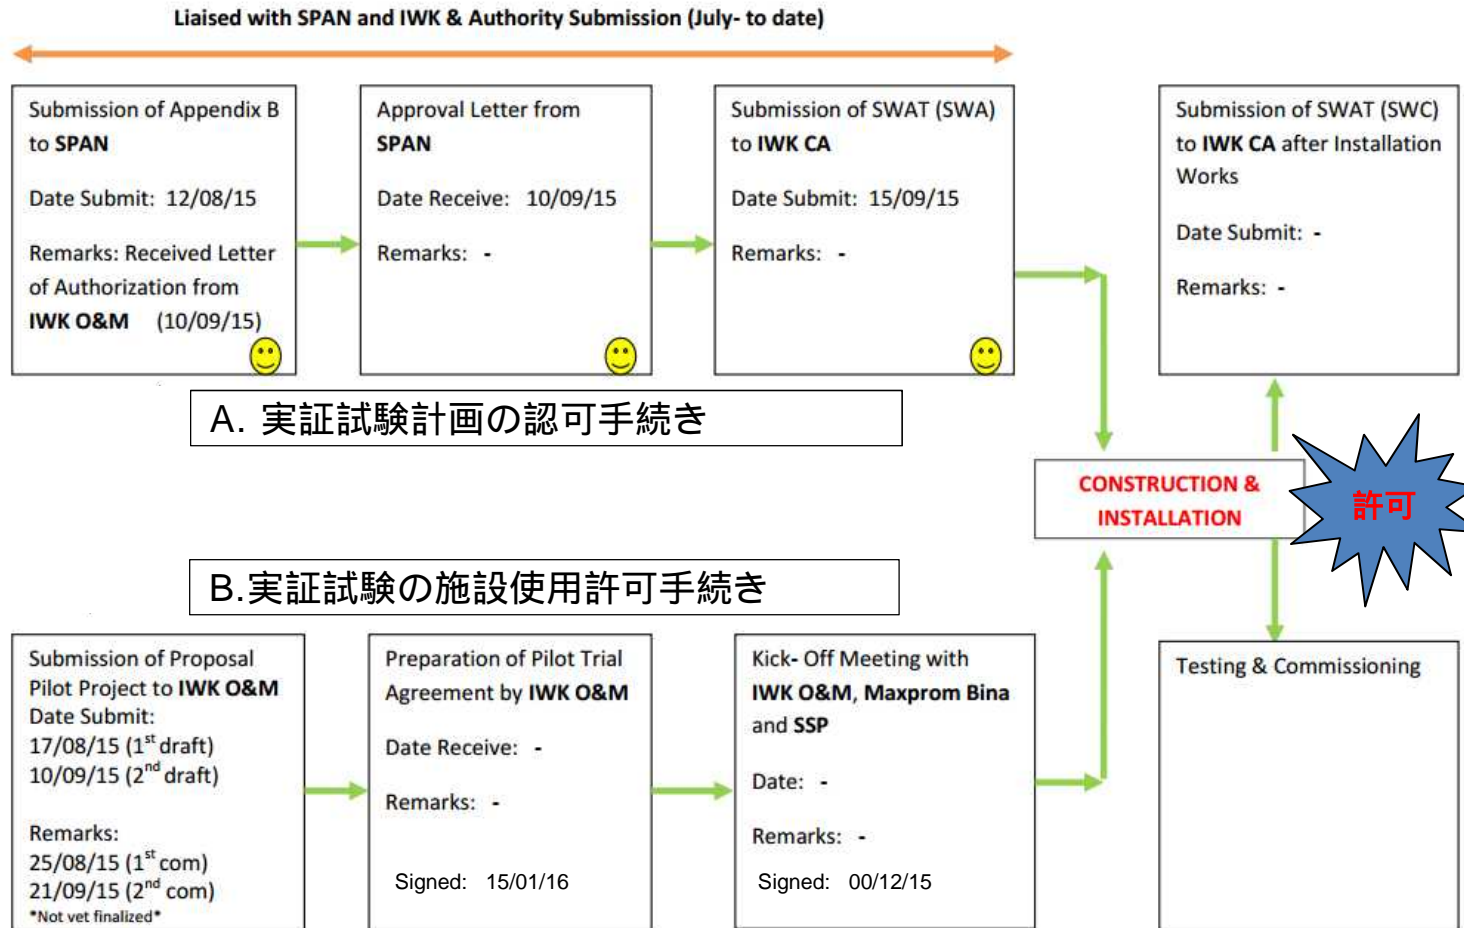 Liaised with SPAN and IWK & Authority Submission (July- to date)
Submission of Appendix B
to SPAN
Date Submit: 12/08/15
Remarks: Received Letter
of Authorization from
IWK O&M (10/09/15)
Approval Letter from
SPAN
Date Receive: 10/09/15
Remarks: -
Submission of SWAT (SWA)
to IWK CA
Date Submit: 15/09/15
Remarks: -
Submission of SWAT (SWC)
to IWK CA after Installation
Works
Date Submit: -
Remarks: -
A. 実証試験計画の認可手続き
CONSTRUCTION &
INSTALLATION
許可
B.実証試験の施設使用許可手続き
Submission of Proposal
Pilot Project to IWK O&M
Date Submit:
17/08/15 (1st draft)
10/09/15 (2nd draft)
Remarks:
25/08/15 (1st com)
21/09/15 (2nd com)
*Not yet finalized*
Preparation of Pilot Trial
Agreement by IWK O&M
Date Receive: -
Remarks: -
Signed: 15/01/16
Kick- Off Meeting with
IWK O&M, Maxprom Bina
and SSP
Date: -
Remarks: -
Signed: 00/12/15
Testing & Commissioning